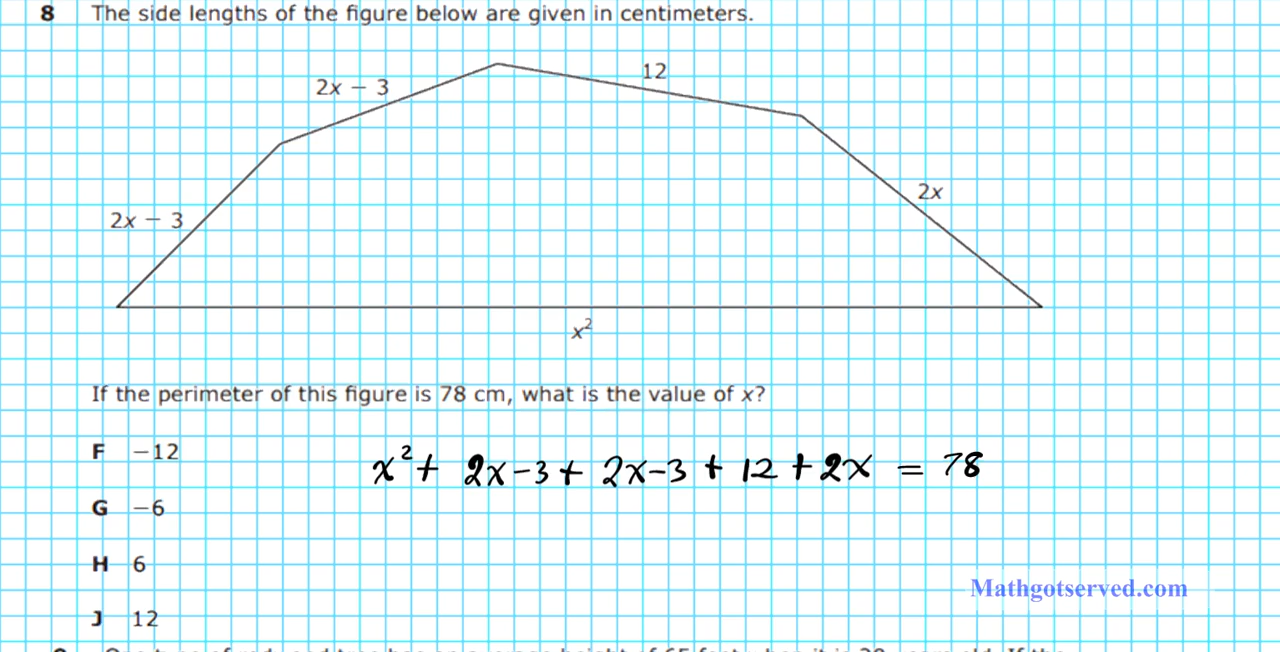 8 The side lengths of the figure below are given in centimeters.
12
2x − 3
2x
2x − 3
x²
If the perimeter of this figure is 78 cm, what is the value of x?
F −12
x² + 2x-3 + 2x-3 + 12 + 2x = 78
G −6
H 6
Mathgotserved.com
J 12